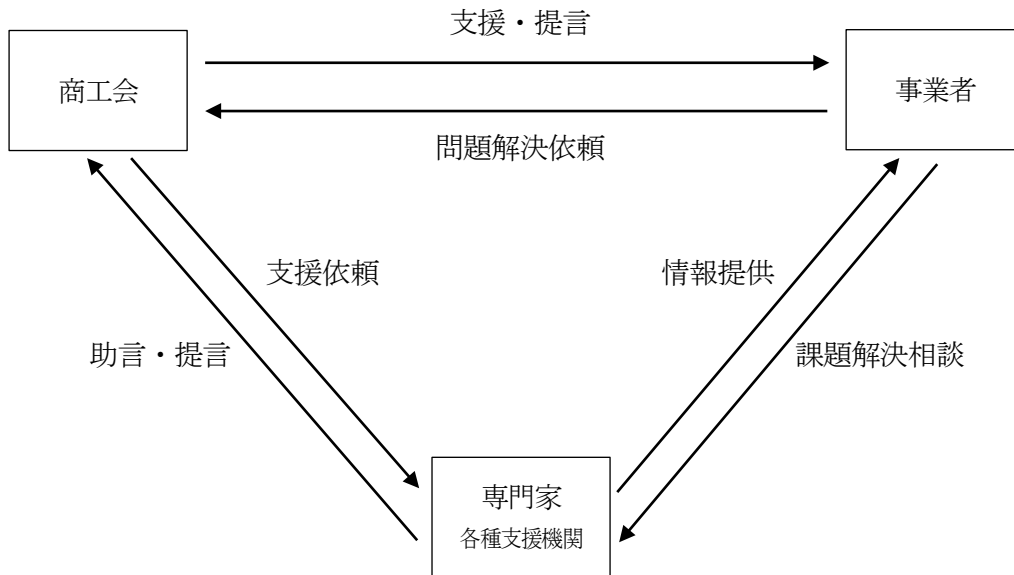 支援・提言
商工会
事業者
問題解決依頼
支援依頼
情報提供
助言・提言
課題解決相談
専門家
各種支援機関